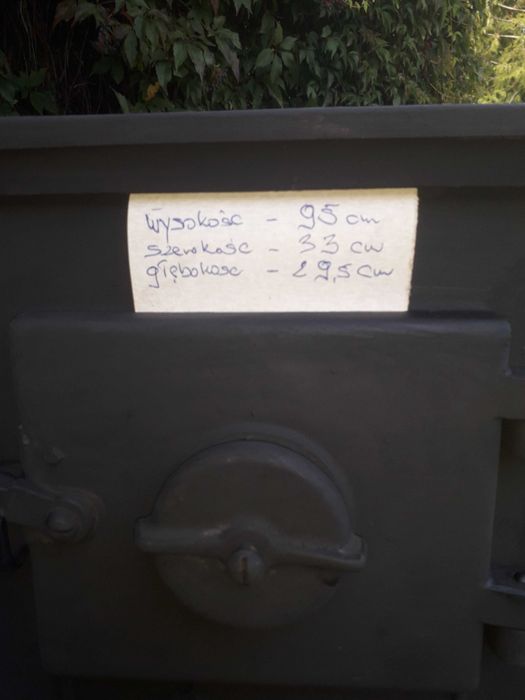 wysokość - 95 cm
szerokość - 33 cm
głębokość - 29,5 cm